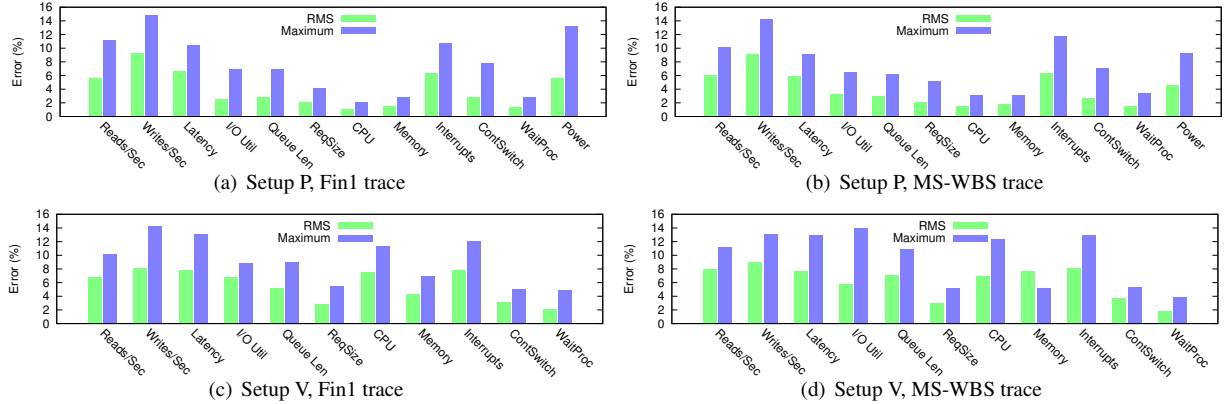 16
14
12
10
8
6
4
2
0
Error (%)
RMS
Maximum
Reads/Sec
Writes/Sec
Latency
I/O Util
Queue Len
ReqSize
CPU
Memory
Interrupts
ContSwitch
WaitProc
Power
(a) Setup P, Fin1 trace
16
14
12
10
8
6
4
2
0
Error (%)
RMS
Maximum
Reads/Sec
Writes/Sec
Latency
I/O Util
Queue Len
ReqSize
CPU
Memory
Interrupts
ContSwitch
WaitProc
Power
(b) Setup P, MS-WBS trace
16
14
12
10
8
6
4
2
0
Error (%)
RMS
Maximum
Reads/Sec
Writes/Sec
Latency
I/O Util
Queue Len
ReqSize
CPU
Memory
Interrupts
ContSwitch
WaitProc
(c) Setup V, Fin1 trace
16
14
12
10
8
6
4
2
0
Error (%)
RMS
Maximum
Reads/Sec
Writes/Sec
Latency
I/O Util
Queue Len
ReqSize
CPU
Memory
Interrupts
ContSwitch
WaitProc
(d) Setup V, MS-WBS trace